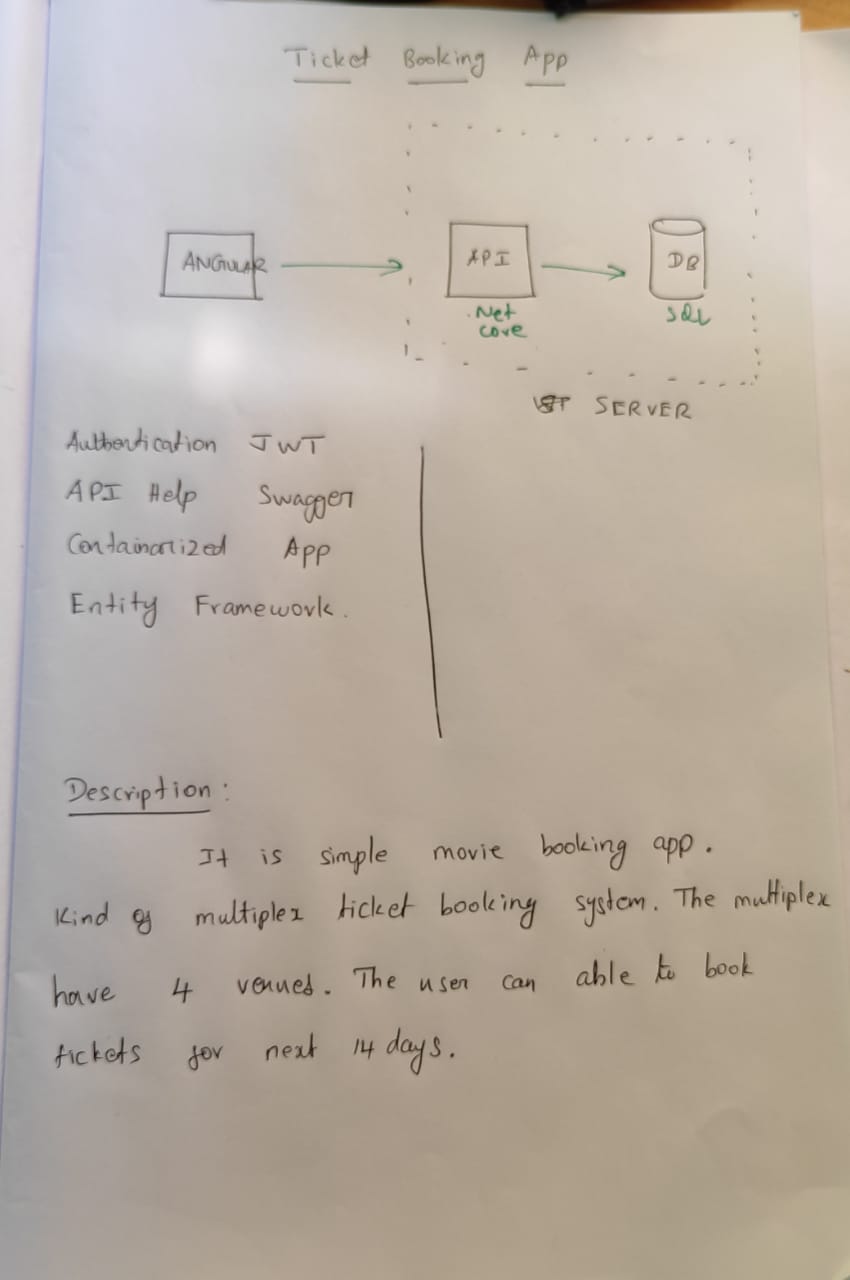 Ticket Booking App
ANGULAR
API
DB
.Net
core
SQL
SERVER
Authentication JWT
API Help Swagger
Containarized App
Entity Framework.
Description :
It is simple movie booking app.
Kind of multiplex ticket booking system. The multiplex
have 4 venues. The user can able to book
tickets for next 14 days.